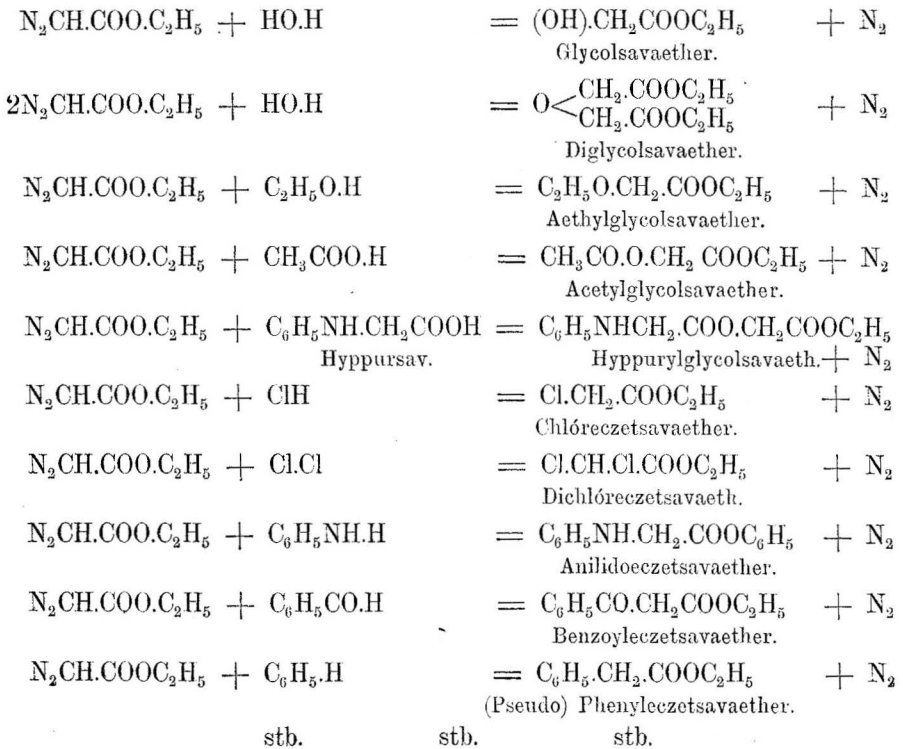 N₂CH.COO.C₂H₅ + HO.H = (OH).CH₂COOC₂H₅ + N₂
Glycolsavaether.
2N₂CH.COO.C₂H₅ + HO.H = O<CH₂.COOC₂H₅ + N₂
CH₂.COOC₂H₅
Diglycolsavaether.
N₂CH.COO.C₂H₅ + C₂H₅O.H = C₂H₅O.CH₂.COOC₂H₅ + N₂
Aethylglycolsavaether.
N₂CH.COO.C₂H₅ + CH₃COO.H = CH₃CO.O.CH₂ COOC₂H₅ + N₂
Acetylglycolsavaether.
N₂CH.COO.C₂H₅ + C₆H₅NH.CH₂COOH = C₆H₅NHCH₂.COO.CH₂COOC₂H₅
Hyppursav. Hyppurylglycolsavaeth. + N₂
N₂CH.COO.C₂H₅ + ClH = Cl.CH₂.COOC₂H₅ + N₂
Chlóreczetsavaether.
N₂CH.COO.C₂H₅ + Cl.Cl = Cl.CH.Cl.COOC₂H₅ + N₂
Dichlóreczetsavaeth.
N₂CH.COO.C₂H₅ + C₆H₅NH.H = C₆H₅NH.CH₂.COOC₆H₅ + N₂
Anilidoeczetsavaether.
N₂CH.COO.C₂H₅ + C₆H₅CO.H = C₆H₅CO.CH₂COOC₂H₅ + N₂
Benzoyleczetsavaether.
N₂CH.COOC₂H₅ + C₆H₅.H = C₆H₅.CH₂.COOC₂H₅ + N₂
(Pseudo) Phenyleczetsavaether.
stb. stb. stb.